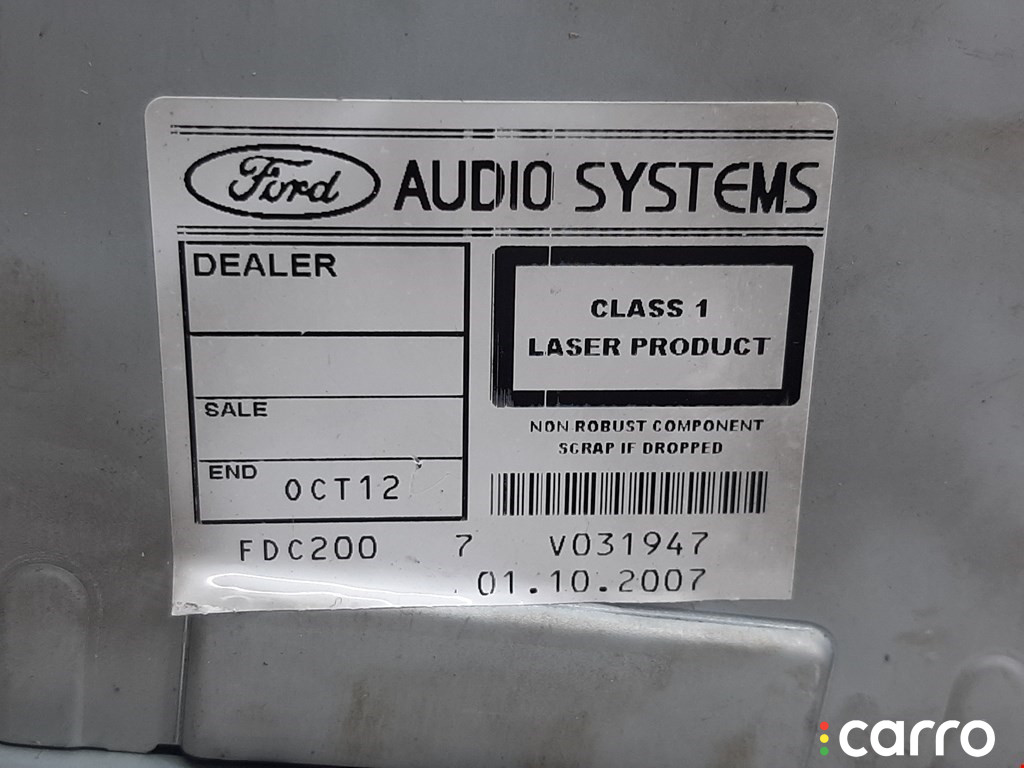 Ford AUDIO SYSTEMS
DEALER
SALE
END OCT12
CLASS 1
LASER PRODUCT
NON ROBUST COMPONENT
SCRAP IF DROPPED
FDC200 7 V031947
01.10.2007
carro